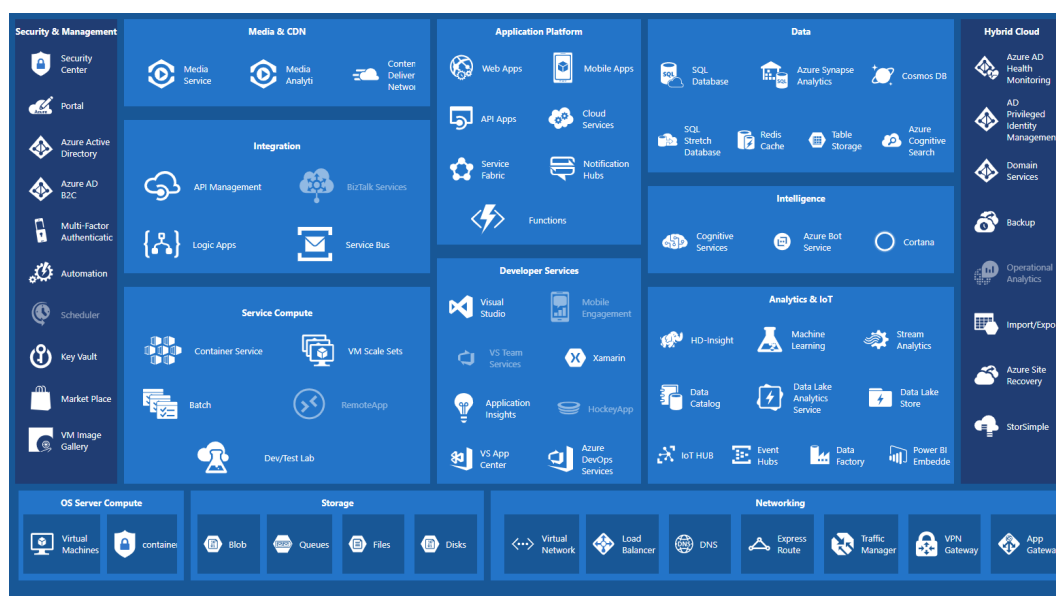 Security & Management
Security
Center
Portal
Azure Active
Directory
Azure AD
B2C
Multi-Factor
Authenticatic
Automation
Scheduler
Key Vault
Market Place
VM Image
Gallery
Media & CDN
Media
Service
Media
Analyti
Conten
Deliver
Networ
Integration
API Management
BizTalk Services
Logic Apps
Service Bus
Service Compute
Container Service
VM Scale Sets
Batch
RemoteApp
Dev/Test Lab
Application Platform
Web Apps
Mobile Apps
API Apps
Cloud
Services
Service
Fabric
Notification
Hubs
Functions
Developer Services
Visual
Studio
Mobile
Engagement
VS Team
Services
Xamarin
Application
Insights
HockeyApp
VS App
Center
Azure
DevOps
Services
Data
SQL
SQL
Database
SQL
Azure Synapse
Analytics
Cosmos DB
SQL
Stretch
Database
Redis
Cache
Table
Storage
Azure
Cognitive
Search
Intelligence
Cognitive
Services
Azure Bot
Service
Cortana
Analytics & IoT
HD-Insight
Machine
Learning
Stream
Analytics
Data
Catalog
Data Lake
Analytics
Service
Data Lake
Store
IoT HUB
Event
Hubs
Data
Factory
Power BI
Embedde
Hybrid Cloud
Azure AD
Health
Monitoring
AD
Privileged
Identity
Management
Domain
Services
Backup
Operational
Analytics
Import/Expo
Azure Site
Recovery
StorSimple
OS Server Compute
Virtual
Machines
container
Storage
Blob
Queues
Files
Disks
Networking
Virtual
Network
Load
Balancer
DNS
DNS
Express
Route
Traffic
Manager
VPN
Gateway
App
Gatewa